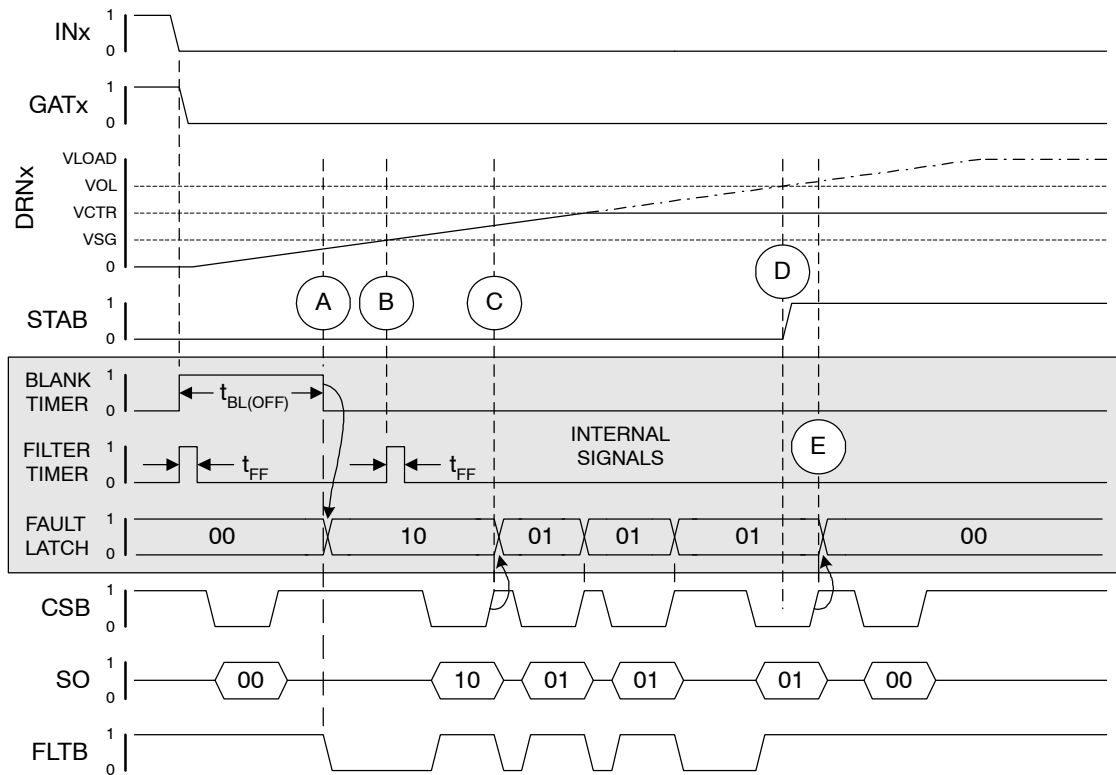 INx
1
0
GATx
1
0
DRNx
VLOAD
VOL
VCTR
VSG
0
A
B
C
D
STAB
1
0
BLANK
TIMER
1
0
tBL(OFF)
INTERNAL
SIGNALS
E
FILTER
TIMER
1
0
tFF
tFF
FAULT
LATCH
1
0
00
10
01
01
01
00
CSB
1
0
SO
1
0
00
10
01
01
01
00
FLTB
1
0